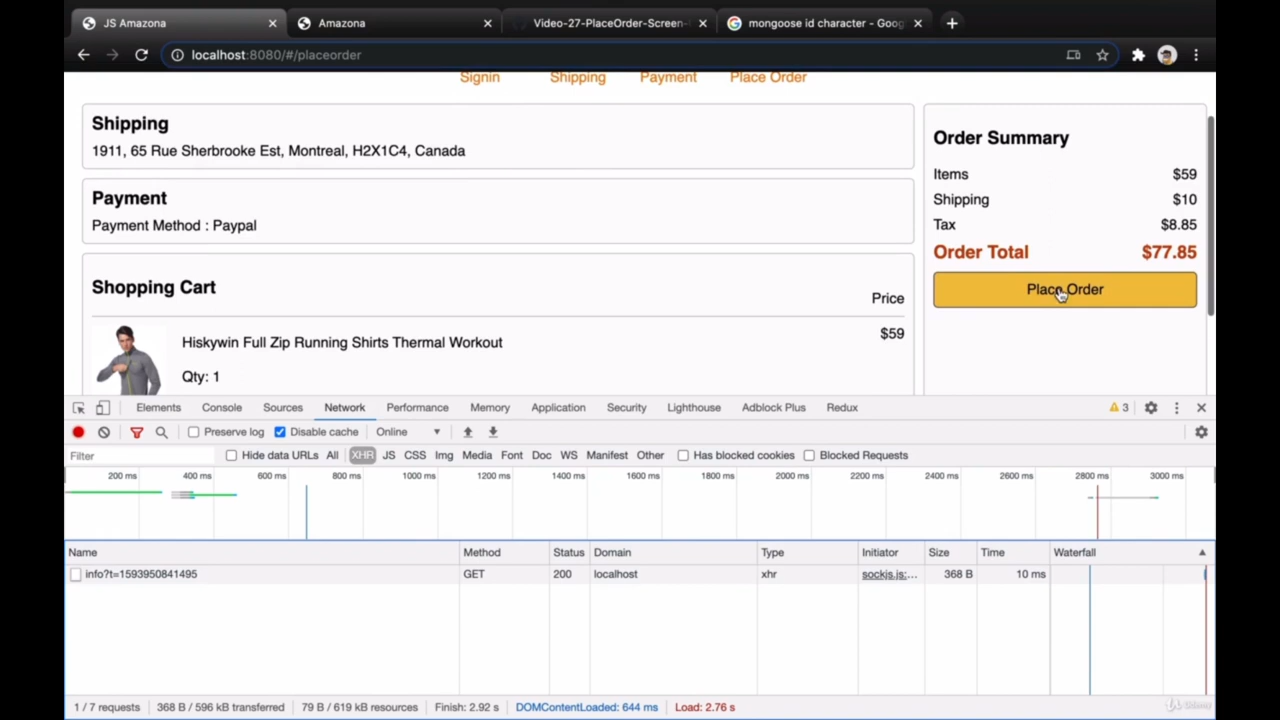 JS Amazona
Amazona
Video-27-PlaceOrder-Screen-
mongoose id character - Goog
localhost:8080/#/placeorder
Signin Shipping Payment Place Order
Shipping
1911, 65 Rue Sherbrooke Est, Montreal, H2X1C4, Canada
Payment
Payment Method : Paypal
Shopping Cart
Price
Hiskywin Full Zip Running Shirts Thermal Workout
$59
Qty: 1
Order Summary
Items $59
Shipping $10
Tax $8.85
Order Total $77.85
Place Order
Elements Console Sources Network Performance Memory Application Security Lighthouse Adblock Plus Redux 3
Preserve log Disable cache Online
Filter Hide data URLs All XHR JS CSS Img Media Font Doc WS Manifest Other Has blocked cookies Blocked Requests
200 ms 400 ms 600 ms 800 ms 1000 ms 1200 ms 1400 ms 1600 ms 1800 ms 2000 ms 2200 ms 2400 ms 2600 ms 2800 ms 3000 ms
Name Method Status Domain Type Initiator Size Time Waterfall
info?t=1593950841495 GET 200 localhost xhr sockjs.js:... 368 B 10 ms
1 / 7 requests 368 B / 596 kB transferred 79 B / 619 kB resources Finish: 2.92 s DOMContentLoaded: 644 ms Load: 2.76 s
Udemy